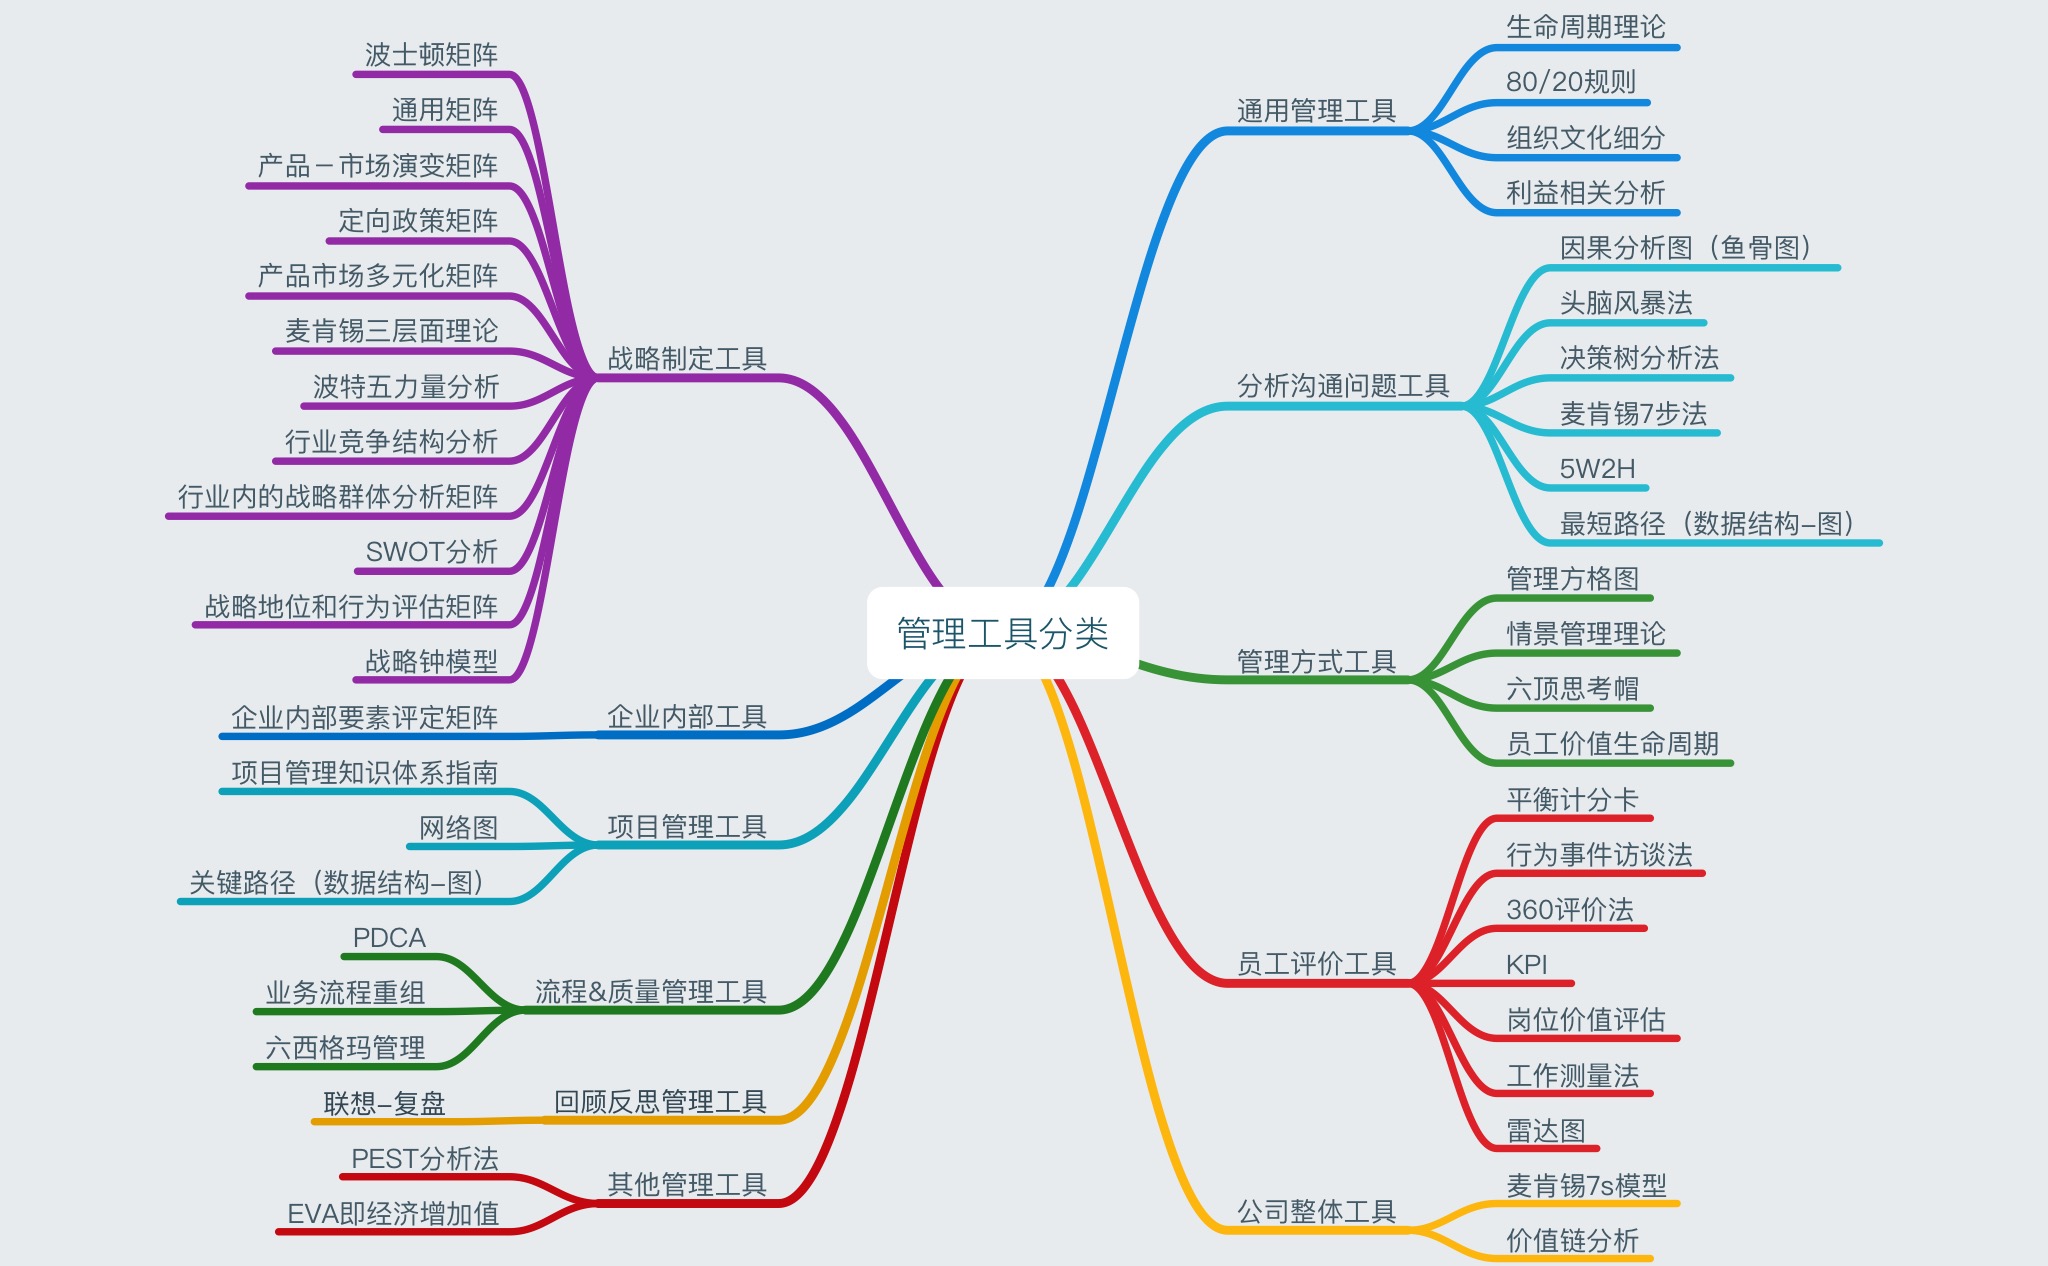 管理工具分类
通用管理工具
生命周期理论
80/20规则
组织文化细分
利益相关分析
分析沟通问题工具
因果分析图（鱼骨图）
头脑风暴法
决策树分析法
麦肯锡7步法
5W2H
最短路径（数据结构-图）
管理方式工具
管理方格图
情景管理理论
六顶思考帽
员工价值生命周期
员工评价工具
平衡计分卡
行为事件访谈法
360评价法
KPI
岗位价值评估
工作测量法
雷达图
公司整体工具
麦肯锡7s模型
价值链分析
战略制定工具
波士顿矩阵
通用矩阵
产品－市场演变矩阵
定向政策矩阵
产品市场多元化矩阵
麦肯锡三层面理论
波特五力量分析
行业竞争结构分析
行业内的战略群体分析矩阵
SWOT分析
战略地位和行为评估矩阵
战略钟模型
企业内部工具
企业内部要素评定矩阵
项目管理工具
项目管理知识体系指南
网络图
关键路径（数据结构-图）
流程&质量管理工具
PDCA
业务流程重组
六西格玛管理
回顾反思管理工具
联想-复盘
其他管理工具
PEST分析法
EVA即经济增加值